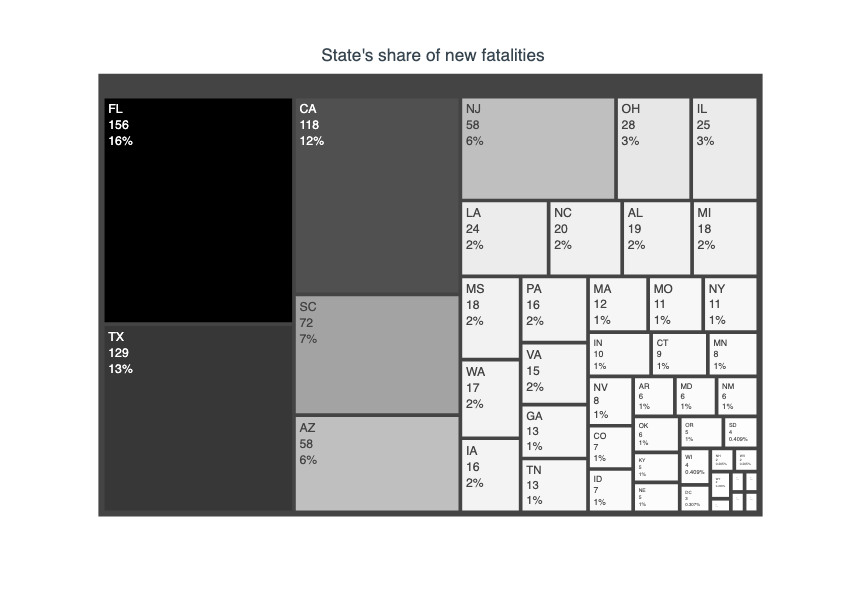 State's share of new fatalities
FL
156
16%
TX
129
13%
CA
118
12%
SC
72
7%
AZ
58
6%
NJ
58
6%
OH
28
3%
IL
25
3%
LA
24
2%
NC
20
2%
AL
19
2%
MI
18
2%
MS
18
2%
WA
17
2%
IA
16
2%
PA
16
2%
VA
15
2%
GA
13
1%
TN
13
1%
MA
12
1%
MO
11
1%
NY
11
1%
IN
10
1%
CT
9
1%
MN
8
1%
NV
8
1%
CO
7
1%
ID
7
1%
AR
6
1%
MD
6
1%
NM
6
1%
OK
6
1%
KY
5
1%
NE
5
1%
OR
5
1%
SD
4
0.409%
WI
4
0.409%
DC
3
0.307%